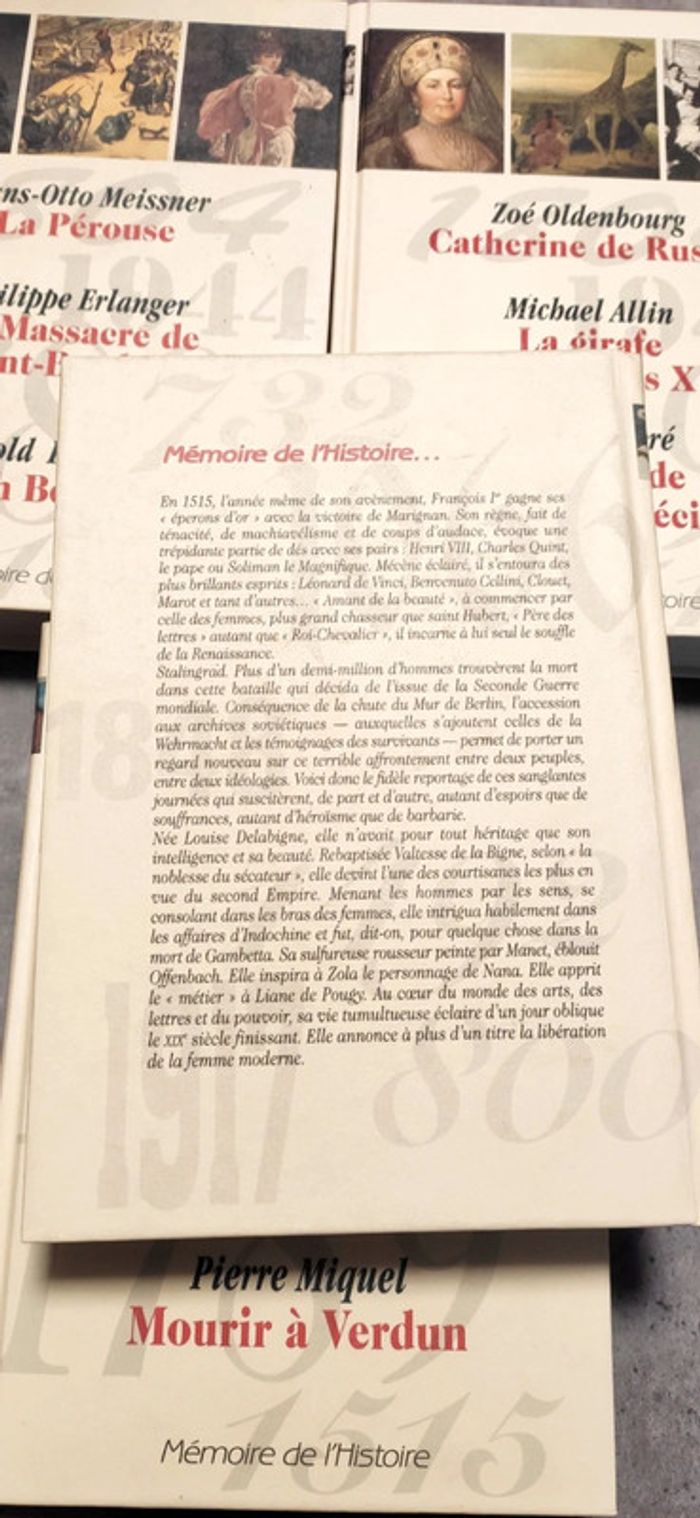 ns-Otto Meissner
La Pérouse
ilippe Erlanger
Massacre de
nt-B
old
n Be
oire d
Zoé Oldenbourg
Catherine de Rus
Michael Allin
La girafe
s X
ré
de
éci
oire
732
1944
Mémoire de l'Histoire...
En 1515, l'année même de son avènement, François Iᵉʳ gagne ses
« éperons d'or » avec la victoire de Marignan. Son règne, fait de
ténacité, de machiavélisme et de coups d'audace, évoque une
trépidante partie de dés avec ses pairs : Henri VIII, Charles Quint,
le pape ou Soliman le Magnifique. Mécène éclairé, il s'entoura des
plus brillants esprits : Léonard de Vinci, Benvenuto Cellini, Clouet,
Marot et tant d'autres... « Amant de la beauté », à commencer par
celle des femmes, plus grand chasseur que saint Hubert, « Père des
lettres » autant que « Roi-Chevalier », il incarne à lui seul le souffle
de la Renaissance.
Stalingrad. Plus d'un demi-million d'hommes trouvèrent la mort
dans cette bataille qui décida de l'issue de la Seconde Guerre
mondiale. Conséquence de la chute du Mur de Berlin, l'accession
aux archives soviétiques — auxquelles s'ajoutent celles de la
Wehrmacht et les témoignages des survivants — permet de porter un
regard nouveau sur ce terrible affrontement entre deux peuples,
entre deux idéologies. Voici donc le fidèle reportage de ces sanglantes
journées qui suscitèrent, de part et d'autre, autant d'espoirs que de
souffrances, autant d'héroïsme que de barbarie.
Née Louise Delabigne, elle n'avait pour tout héritage que son
intelligence et sa beauté. Rebaptisée Valtesse de la Bigne, selon « la
noblesse du sécateur », elle devint l'une des courtisanes les plus en
vue du second Empire. Menant les hommes par les sens, se
consolant dans les bras des femmes, elle intrigua habilement dans
les affaires d'Indochine et fut, dit-on, pour quelque chose dans la
mort de Gambetta. Sa sulfureuse rousseur peinte par Manet, éblouit
Offenbach. Elle inspira à Zola le personnage de Nana. Elle apprit
le « métier » à Liane de Pougy. Au cœur du monde des arts, des
lettres et du pouvoir, sa vie tumultueuse éclaire d'un jour oblique
le XIXᵉ siècle finissant. Elle annonce à plus d'un titre la libération
de la femme moderne.
1917
800
Pierre Miquel
Mourir à Verdun
1789
1515
Mémoire de l'Histoire